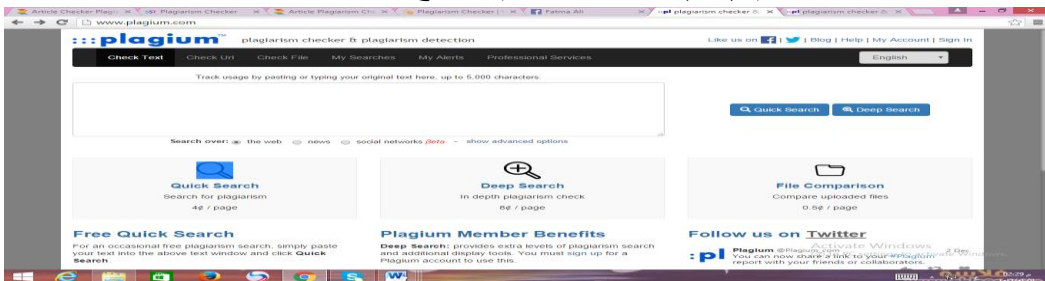 Article Checker Plagi
SST Plagiarism Checker
Article Plagiarism Ch
Plagiarism Checker |
Fatma Ali
plagiarism checker &
plagiarism checker &
www.plagium.com
:::plagium™ plagiarism checker & plagiarism detection
Like us on | | Blog | Help | My Account | Sign In
Check Text Check Url Check File My Searches My Alerts Professional Services English
Track usage by pasting or typing your original text here, up to 5,000 characters.
Quick Search Deep Search
Search over: the web news social networks Beta - show advanced options
Quick Search
Search for plagiarism
4¢ / page
Deep Search
In depth plagiarism check
8¢ / page
File Comparison
Compare uploaded files
0.5¢ / page
Free Quick Search
For an occasional free plagiarism search, simply paste
your text into the above text window and click Quick
Search.
Plagium Member Benefits
Deep Search: provides extra levels of plagiarism search
and additional display tools. You must sign up for a
Plagium account to use this.
Follow us on Twitter
Plagium @Plagium_com 2 Dec
You can now share a link to your #Plagium
report with your friends or collaborators.
Activate Windows
02:29 م